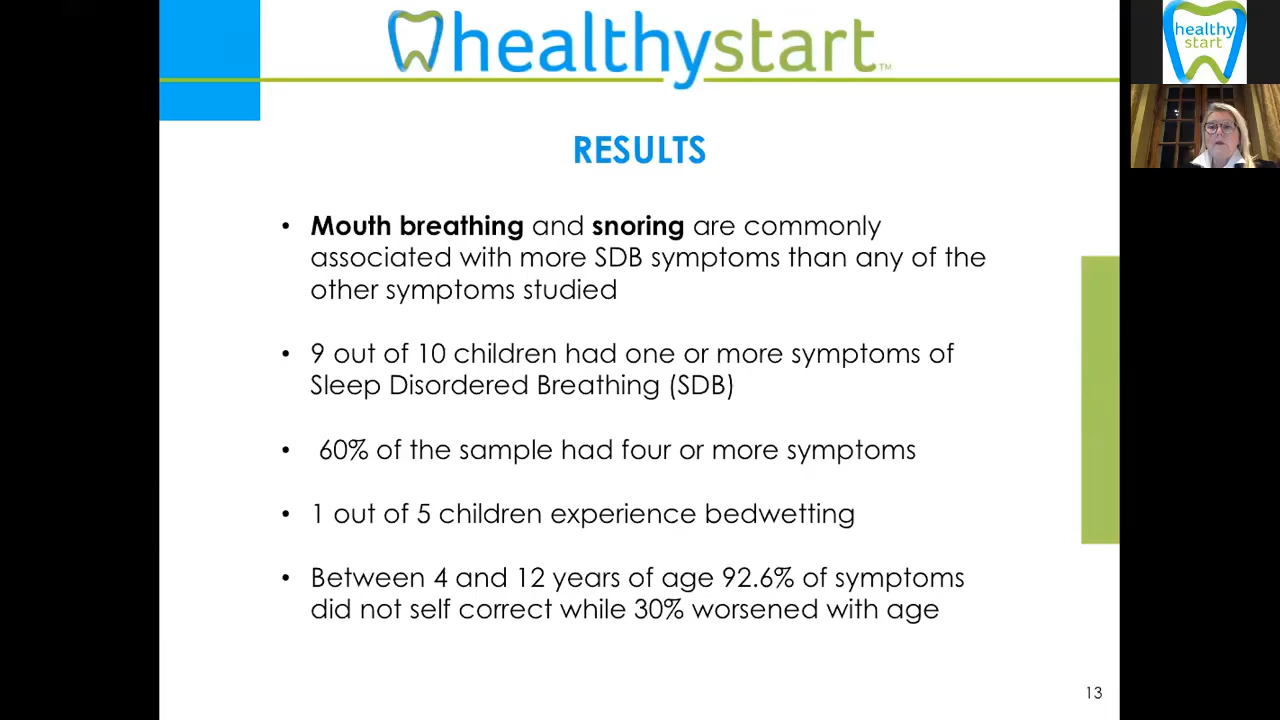 healthystart™
healthy
start
RESULTS
• Mouth breathing and snoring are commonly
associated with more SDB symptoms than any of the
other symptoms studied
• 9 out of 10 children had one or more symptoms of
Sleep Disordered Breathing (SDB)
• 60% of the sample had four or more symptoms
• 1 out of 5 children experience bedwetting
• Between 4 and 12 years of age 92.6% of symptoms
did not self correct while 30% worsened with age
13